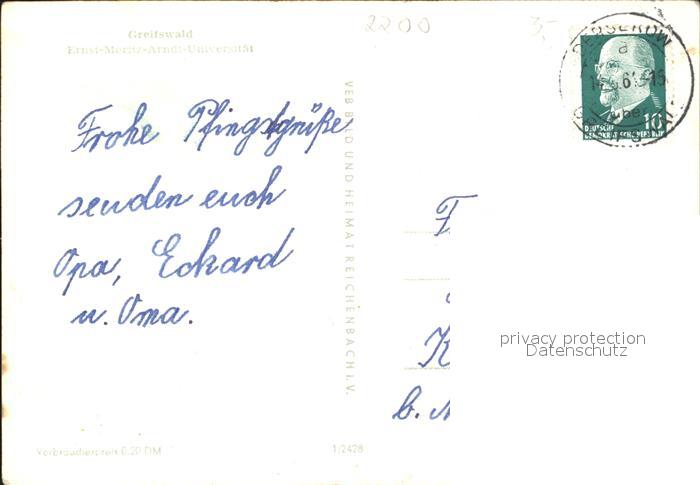 Greifswald
Ernst-Moritz-Arndt-Universität
2200
3,-
Frohe Pfingstgrüße
senden euch
Opa, Eckard
u. Oma.
VEB BILD UND HEIMAT REICHENBACH i.V.
10
DEUTSCHE
DEMOKRATISCHE REPUBLIK
F
K
b.
privacy protection
Datenschutz
Verbraucherpreis 0,20 DM
1/2428